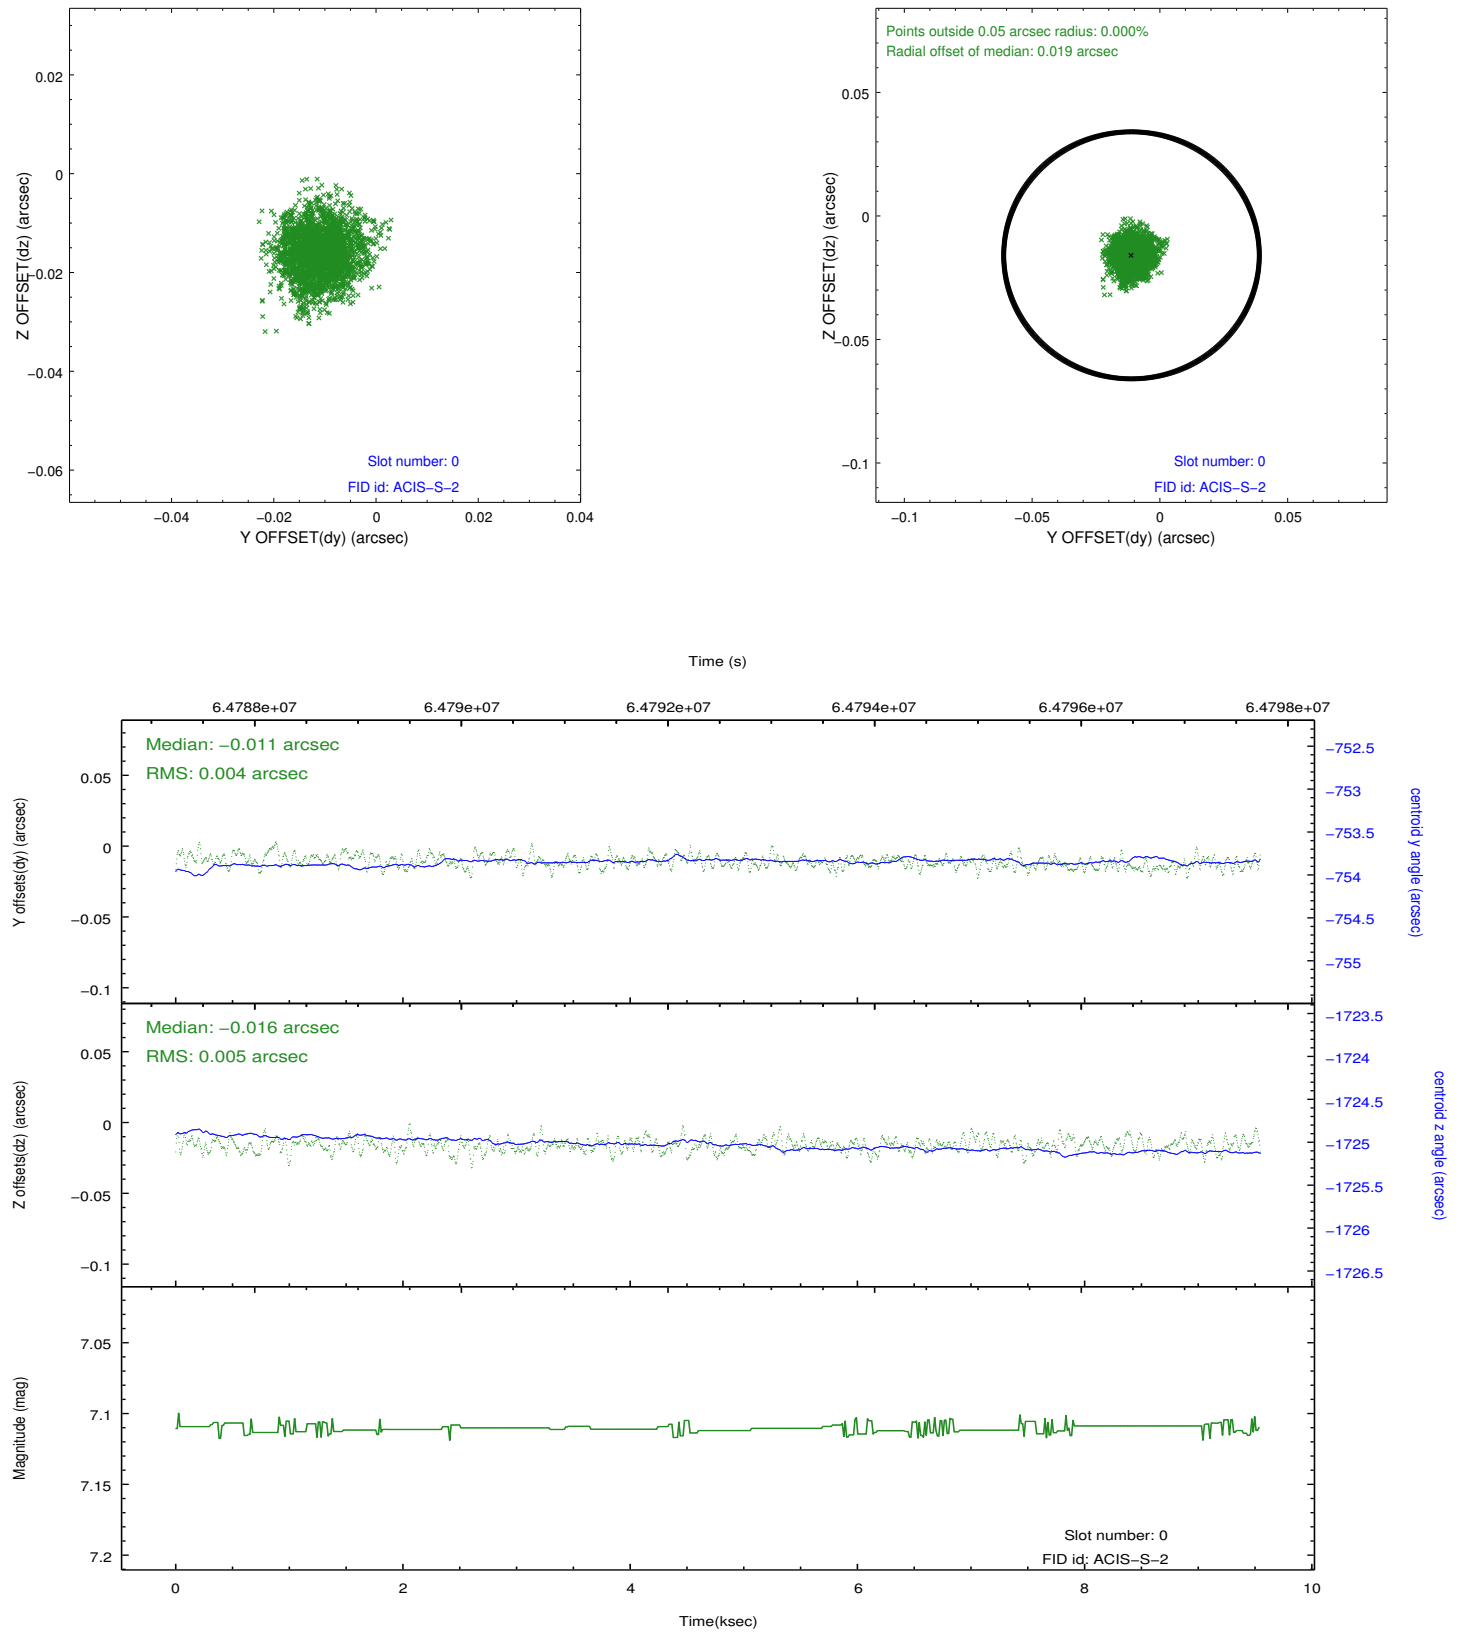 0.02
0
−0.02
−0.04
−0.06
Z OFFSET(dz) (arcsec)
Slot number: 0
FID id: ACIS−S−2
−0.04
−0.02
0
0.02
0.04
Y OFFSET(dy) (arcsec)
Points outside 0.05 arcsec radius: 0.000%
Radial offset of median: 0.019 arcsec
0.05
0
−0.05
−0.1
Z OFFSET(dz) (arcsec)
Slot number: 0
FID id: ACIS−S−2
−0.1
−0.05
0
0.05
Y OFFSET(dy) (arcsec)
Time (s)
6.4788e+07
6.479e+07
6.4792e+07
6.4794e+07
6.4796e+07
6.4798e+07
Median: −0.011 arcsec
RMS: 0.004 arcsec
0.05
0
−0.05
−0.1
Y offsets(dy) (arcsec)
−752.5
−753
−753.5
−754
−754.5
−755
centroid y angle (arcsec)
Median: −0.016 arcsec
RMS: 0.005 arcsec
0.05
0
−0.05
−0.1
Z offsets(dz) (arcsec)
−1723.5
−1724
−1724.5
−1725
−1725.5
−1726
−1726.5
centroid z angle (arcsec)
7.05
7.1
7.15
7.2
Magnitude (mag)
Slot number: 0
FID id: ACIS−S−2
0
2
4
6
8
10
Time(ksec)